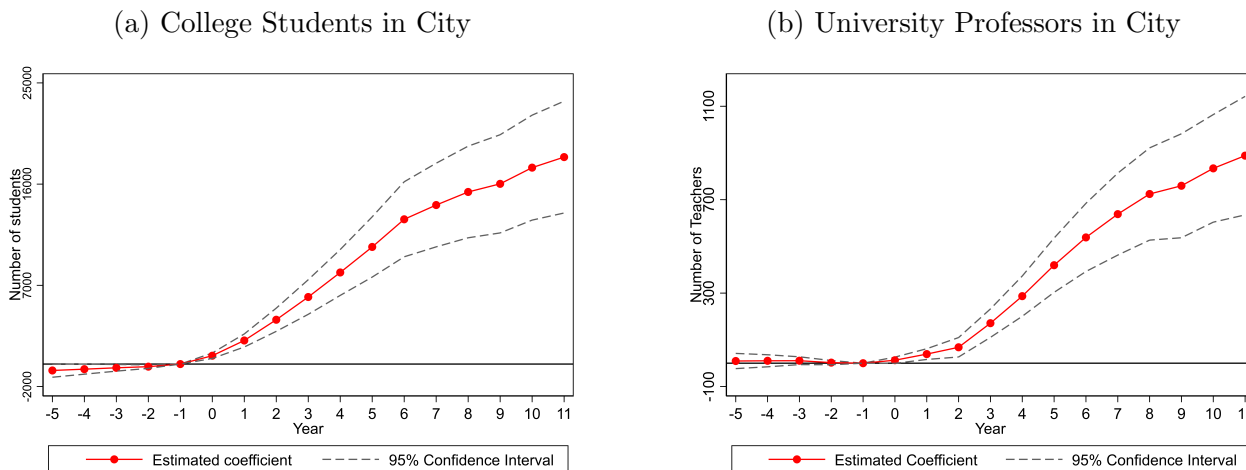 (a) College Students in City
Number of students
25000
16000
7000
-2000
-5 -4 -3 -2 -1 0 1 2 3 4 5 6 7 8 9 10 11
Year
Estimated coefficient 95% Confidence Interval
(b) University Professors in City
Number of Teachers
1100
700
300
-100
-5 -4 -3 -2 -1 0 1 2 3 4 5 6 7 8 9 10 1
Year
Estimated Coefficient 95% Confidence Interval